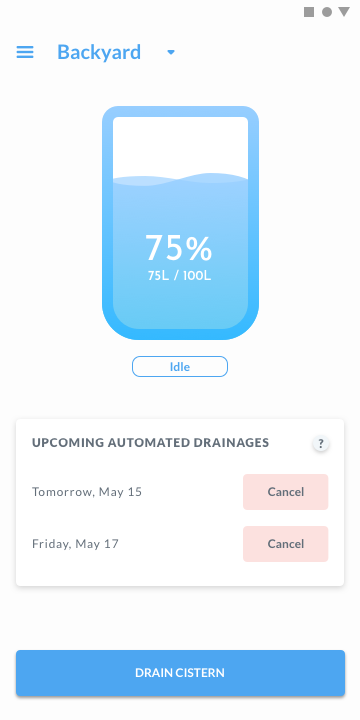 Backyard
75%
75L / 100L
Idle
UPCOMING AUTOMATED DRAINAGES
?
Tomorrow, May 15
Cancel
Friday, May 17
Cancel
DRAIN CISTERN